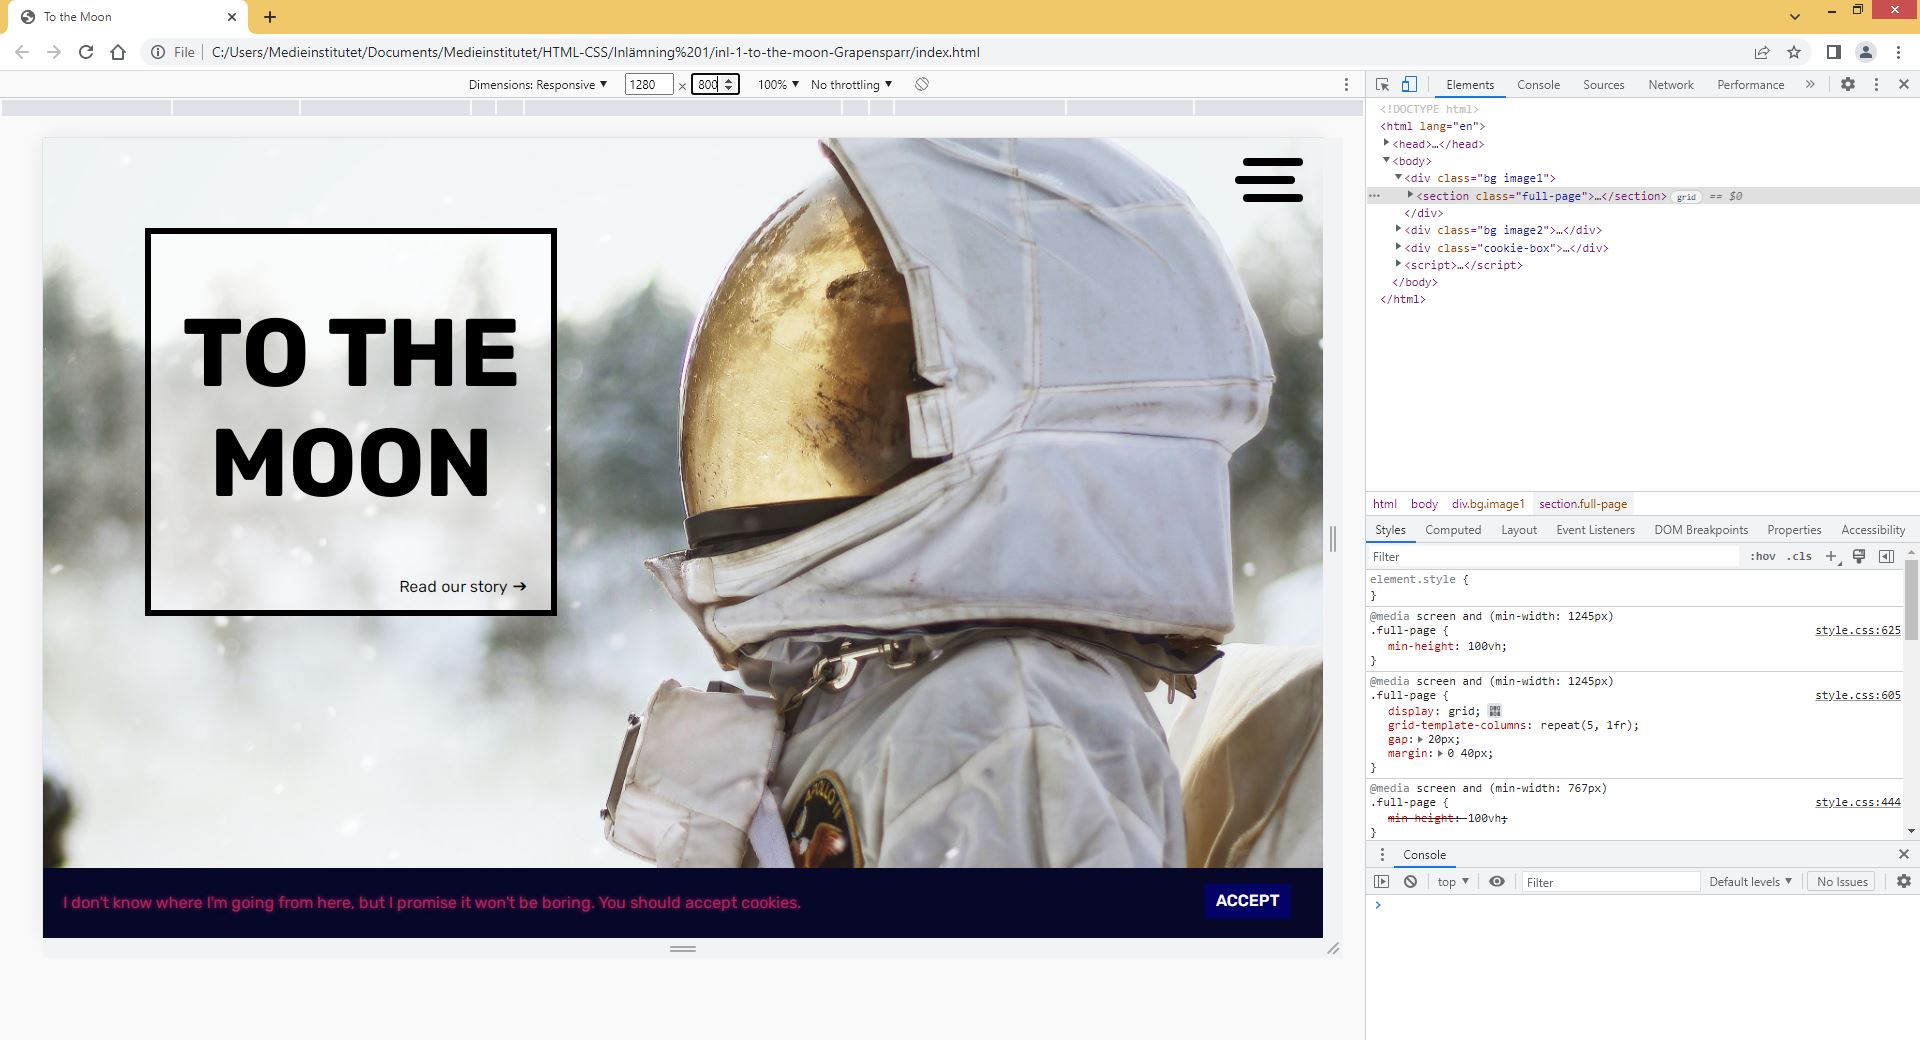 To the Moon
File C:/Users/Medieinstitutet/Documents/Medieinstitutet/HTML-CSS/Inlämning%201/inl-1-to-the-moon-Grapensparr/index.html
Dimensions: Responsive ▼ 1280 × 800 100% ▼ No throttling ▼
Elements Console Sources Network Performance »
<!DOCTYPE html>
<html lang="en">
<head>…</head>
<body>
<div class="bg image1">
<section class="full-page">…</section> grid == $0
</div>
<div class="bg image2">…</div>
<div class="cookie-box">…</div>
<script>…</script>
</body>
</html>
TO THE
MOON
Read our story ➔
APOLLO 11
I don't know where I'm going from here, but I promise it won't be boring. You should accept cookies.
ACCEPT
html body div.bg.image1 section.full-page
Styles Computed Layout Event Listeners DOM Breakpoints Properties Accessibility
Filter :hov .cls +
element.style {
}
@media screen and (min-width: 1245px)
.full-page { style.css:625
min-height: 100vh;
}
@media screen and (min-width: 1245px)
.full-page { style.css:605
display: grid;
grid-template-columns: repeat(5, 1fr);
gap: 20px;
margin: 0 40px;
}
@media screen and (min-width: 767px)
.full-page { style.css:444
min-height: 100vh;
}
Console
top ▼ Filter Default levels ▼ No Issues